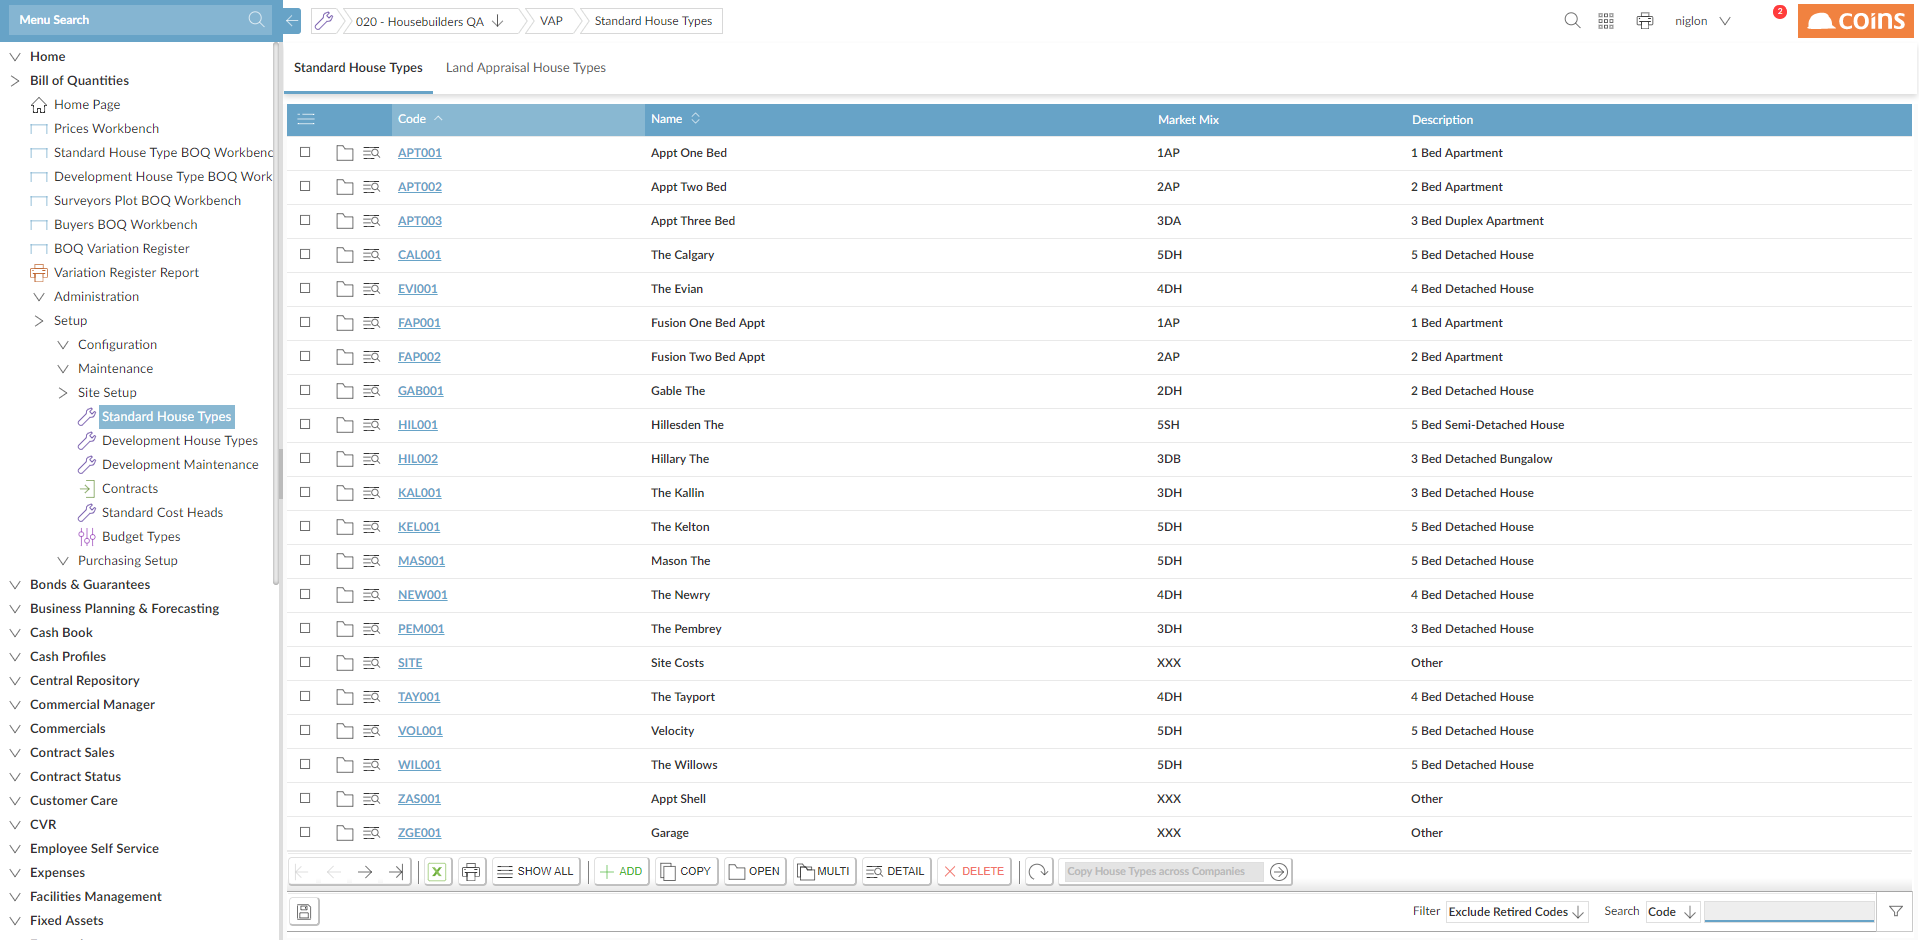 Menu Search
020 - Housebuilders QA
VAP
Standard House Types
niglon
2
coins
Home
Bill of Quantities
Home Page
Prices Workbench
Standard House Type BOQ Workbenc
Development House Type BOQ Work
Surveyors Plot BOQ Workbench
Buyers BOQ Workbench
BOQ Variation Register
Variation Register Report
Administration
Setup
Configuration
Maintenance
Site Setup
Standard House Types
Development House Types
Development Maintenance
Contracts
Standard Cost Heads
Budget Types
Purchasing Setup
Bonds & Guarantees
Business Planning & Forecasting
Cash Book
Cash Profiles
Central Repository
Commercial Manager
Commercials
Contract Sales
Contract Status
Customer Care
CVR
Employee Self Service
Expenses
Facilities Management
Fixed Assets
Standard House Types Land Appraisal House Types
Code Name Market Mix Description
APT001 Appt One Bed 1AP 1 Bed Apartment
APT002 Appt Two Bed 2AP 2 Bed Apartment
APT003 Appt Three Bed 3DA 3 Bed Duplex Apartment
CAL001 The Calgary 5DH 5 Bed Detached House
EVI001 The Evian 4DH 4 Bed Detached House
FAP001 Fusion One Bed Appt 1AP 1 Bed Apartment
FAP002 Fusion Two Bed Appt 2AP 2 Bed Apartment
GAB001 Gable The 2DH 2 Bed Detached House
HIL001 Hillesden The 5SH 5 Bed Semi-Detached House
HIL002 Hillary The 3DB 3 Bed Detached Bungalow
KAL001 The Kallin 3DH 3 Bed Detached House
KEL001 The Kelton 5DH 5 Bed Detached House
MAS001 Mason The 5DH 5 Bed Detached House
NEW001 The Newry 4DH 4 Bed Detached House
PEM001 The Pembrey 3DH 3 Bed Detached House
SITE Site Costs XXX Other
TAY001 The Tayport 4DH 4 Bed Detached House
VOL001 Velocity 5DH 5 Bed Detached House
WIL001 The Willows 5DH 5 Bed Detached House
ZAS001 Appt Shell XXX Other
ZGE001 Garage XXX Other
SHOW ALL ADD COPY OPEN MULTI DETAIL DELETE Copy House Types across Companies
Filter Exclude Retired Codes Search Code